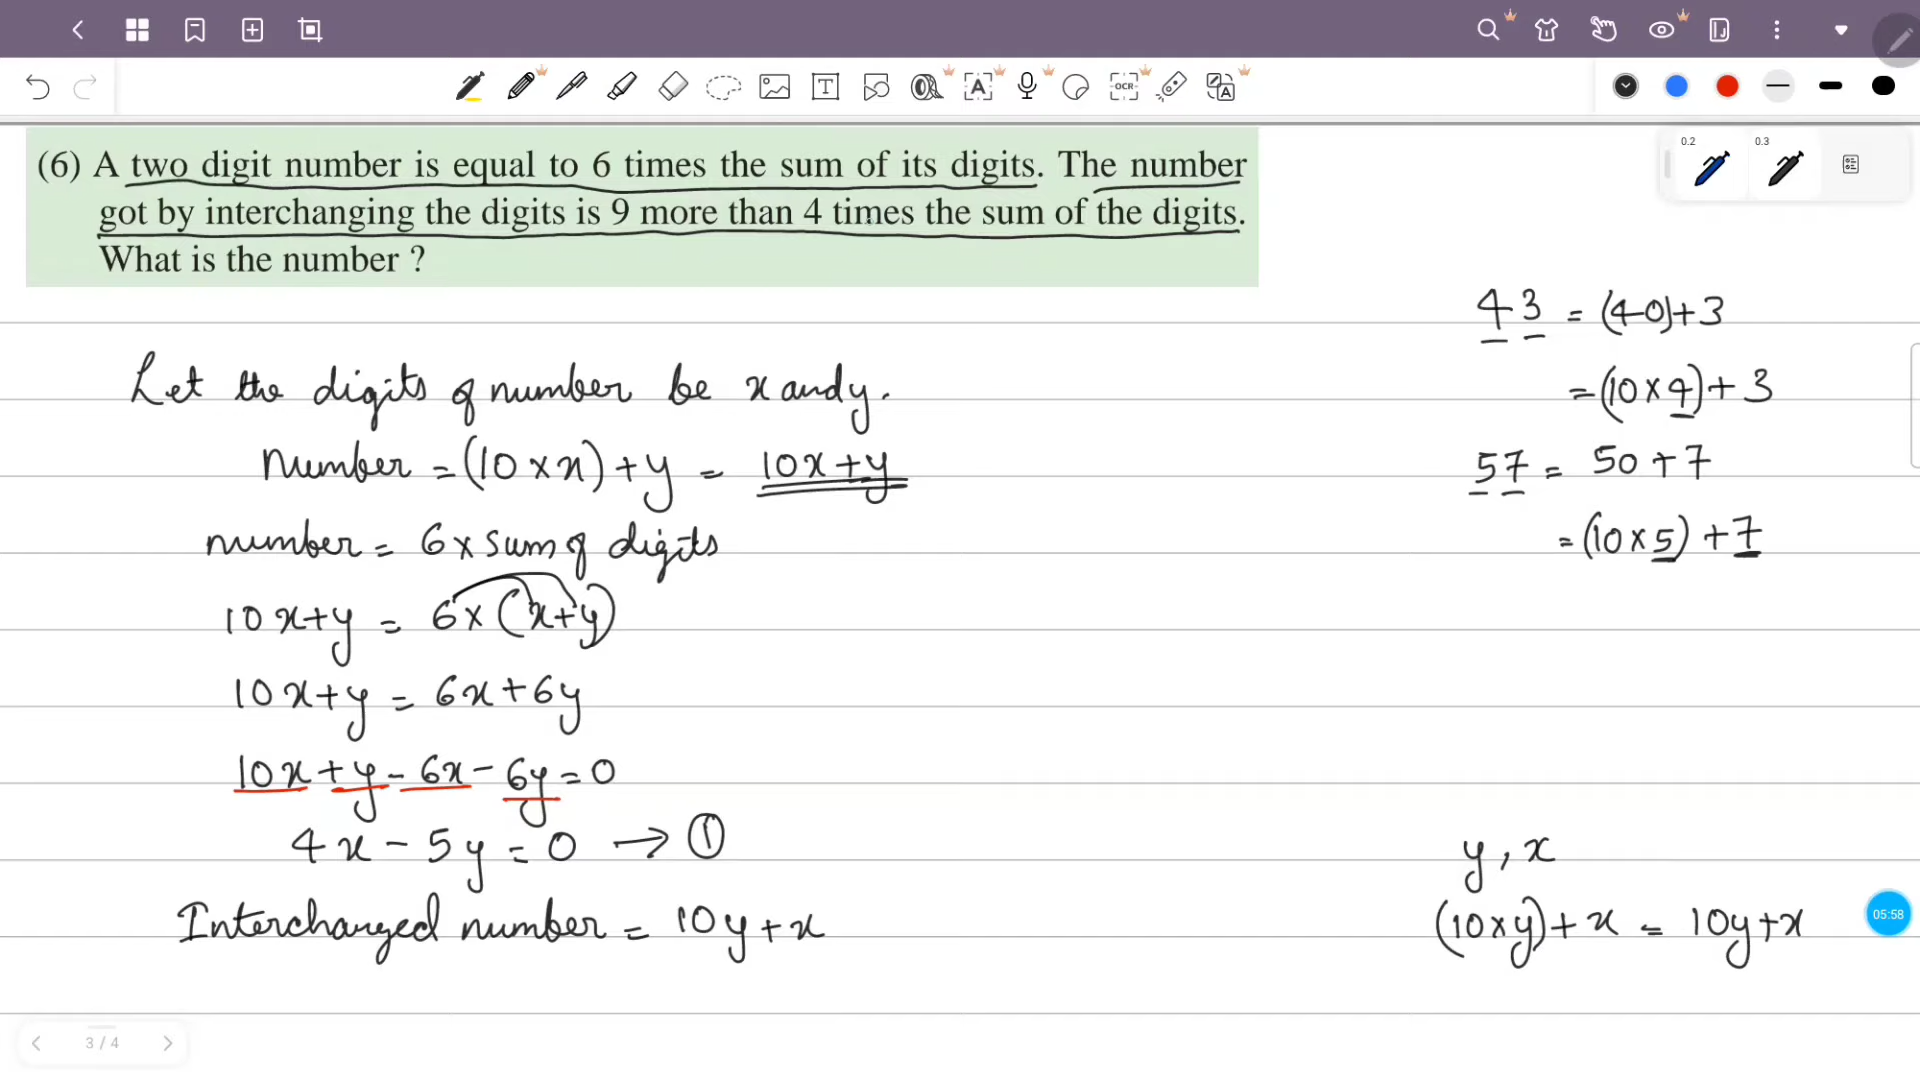 (6) A two digit number is equal to 6 times the sum of its digits. The number
got by interchanging the digits is 9 more than 4 times the sum of the digits.
What is the number ?
Let the digits of number be x and y.
Number = (10 × x) + y = 10x + y
number = 6 × sum of digits
10x + y = 6 × (x + y)
10x + y = 6x + 6y
10x + y - 6x - 6y = 0
4x - 5y = 0 → ①
Interchanged number = 10y + x
43 = (40) + 3
= (10 × 4) + 3
57 = 50 + 7
= (10 × 5) + 7
y, x
(10 × y) + x = 10y + x
0.2
0.3
OCR
T
A
A
05:58
3 / 4